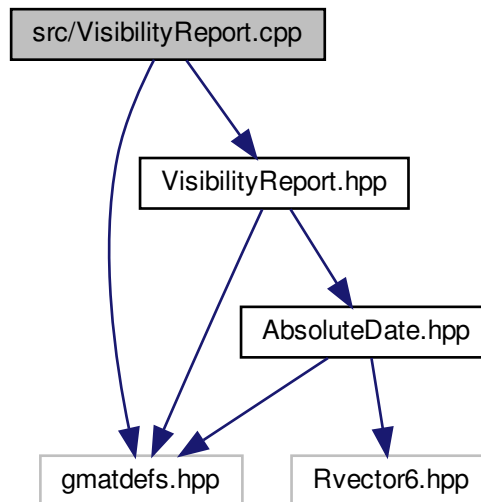 src/VisibilityReport.cpp
VisibilityReport.hpp
AbsoluteDate.hpp
gmatdefs.hpp
Rvector6.hpp